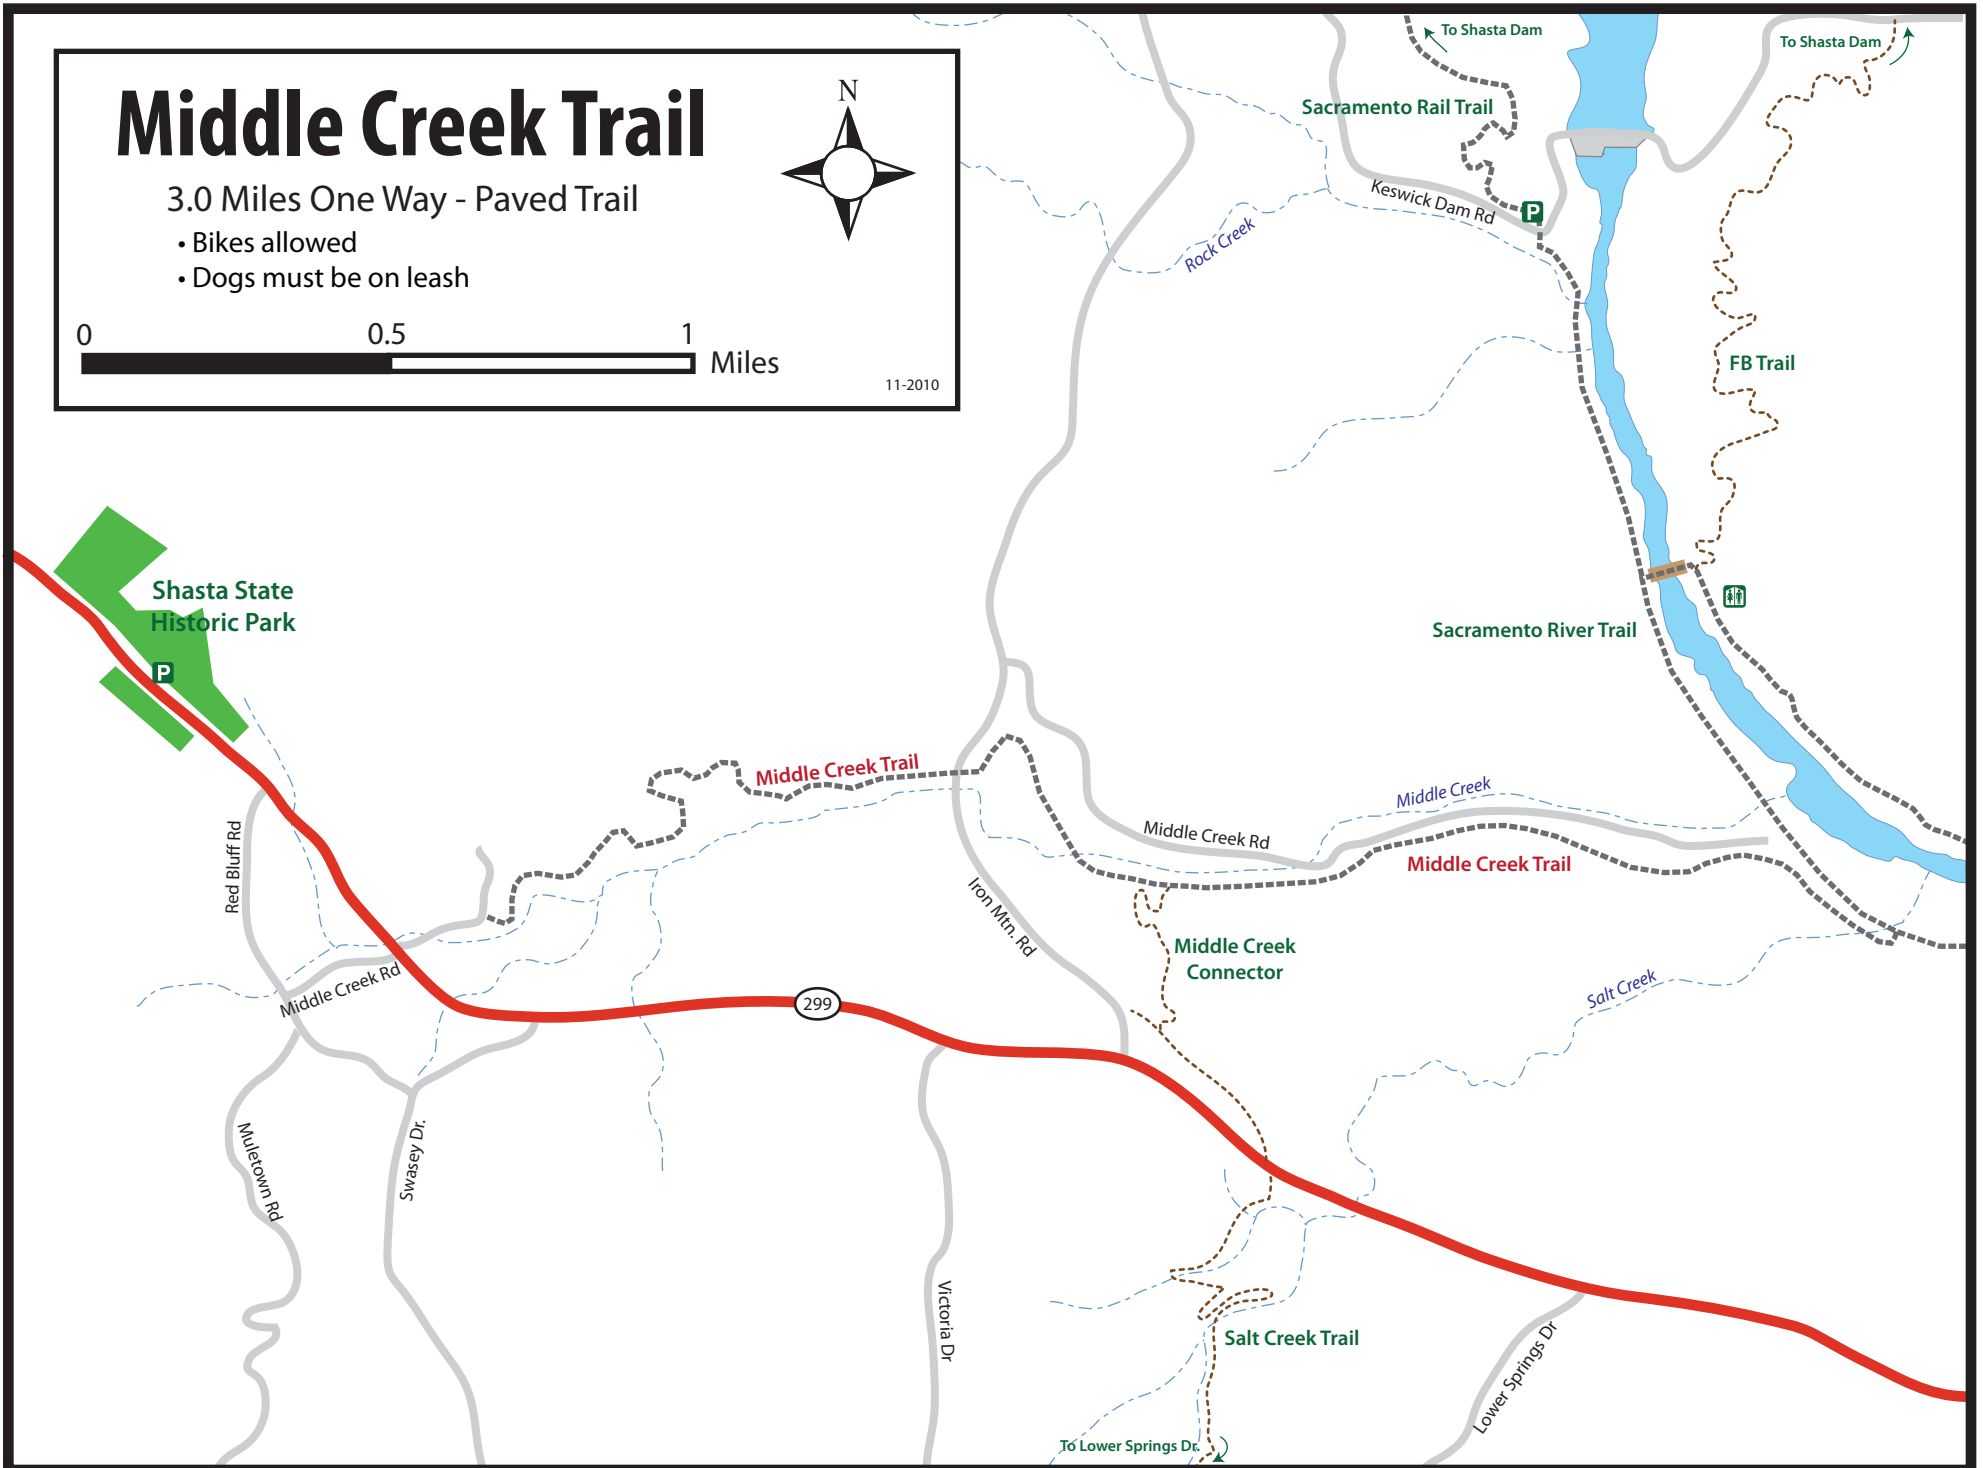 Middle Creek Trail
3.0 Miles One Way - Paved Trail
• Bikes allowed
• Dogs must be on leash
N
0 0.5 1
Miles
11-2010
To Shasta Dam
To Shasta Dam
Sacramento Rail Trail
Keswick Dam Rd
P
Rock Creek
FB Trail
Shasta State
Historic Park
P
Sacramento River Trail
Middle Creek Trail
Middle Creek
Middle Creek Rd
Middle Creek Trail
Red Bluff Rd
Iron Mtn. Rd
Middle Creek
Connector
Middle Creek Rd
Salt Creek
299
Muletown Rd
Swasey Dr.
Victoria Dr
Salt Creek Trail
Lower Springs Dr
To Lower Springs Dr.